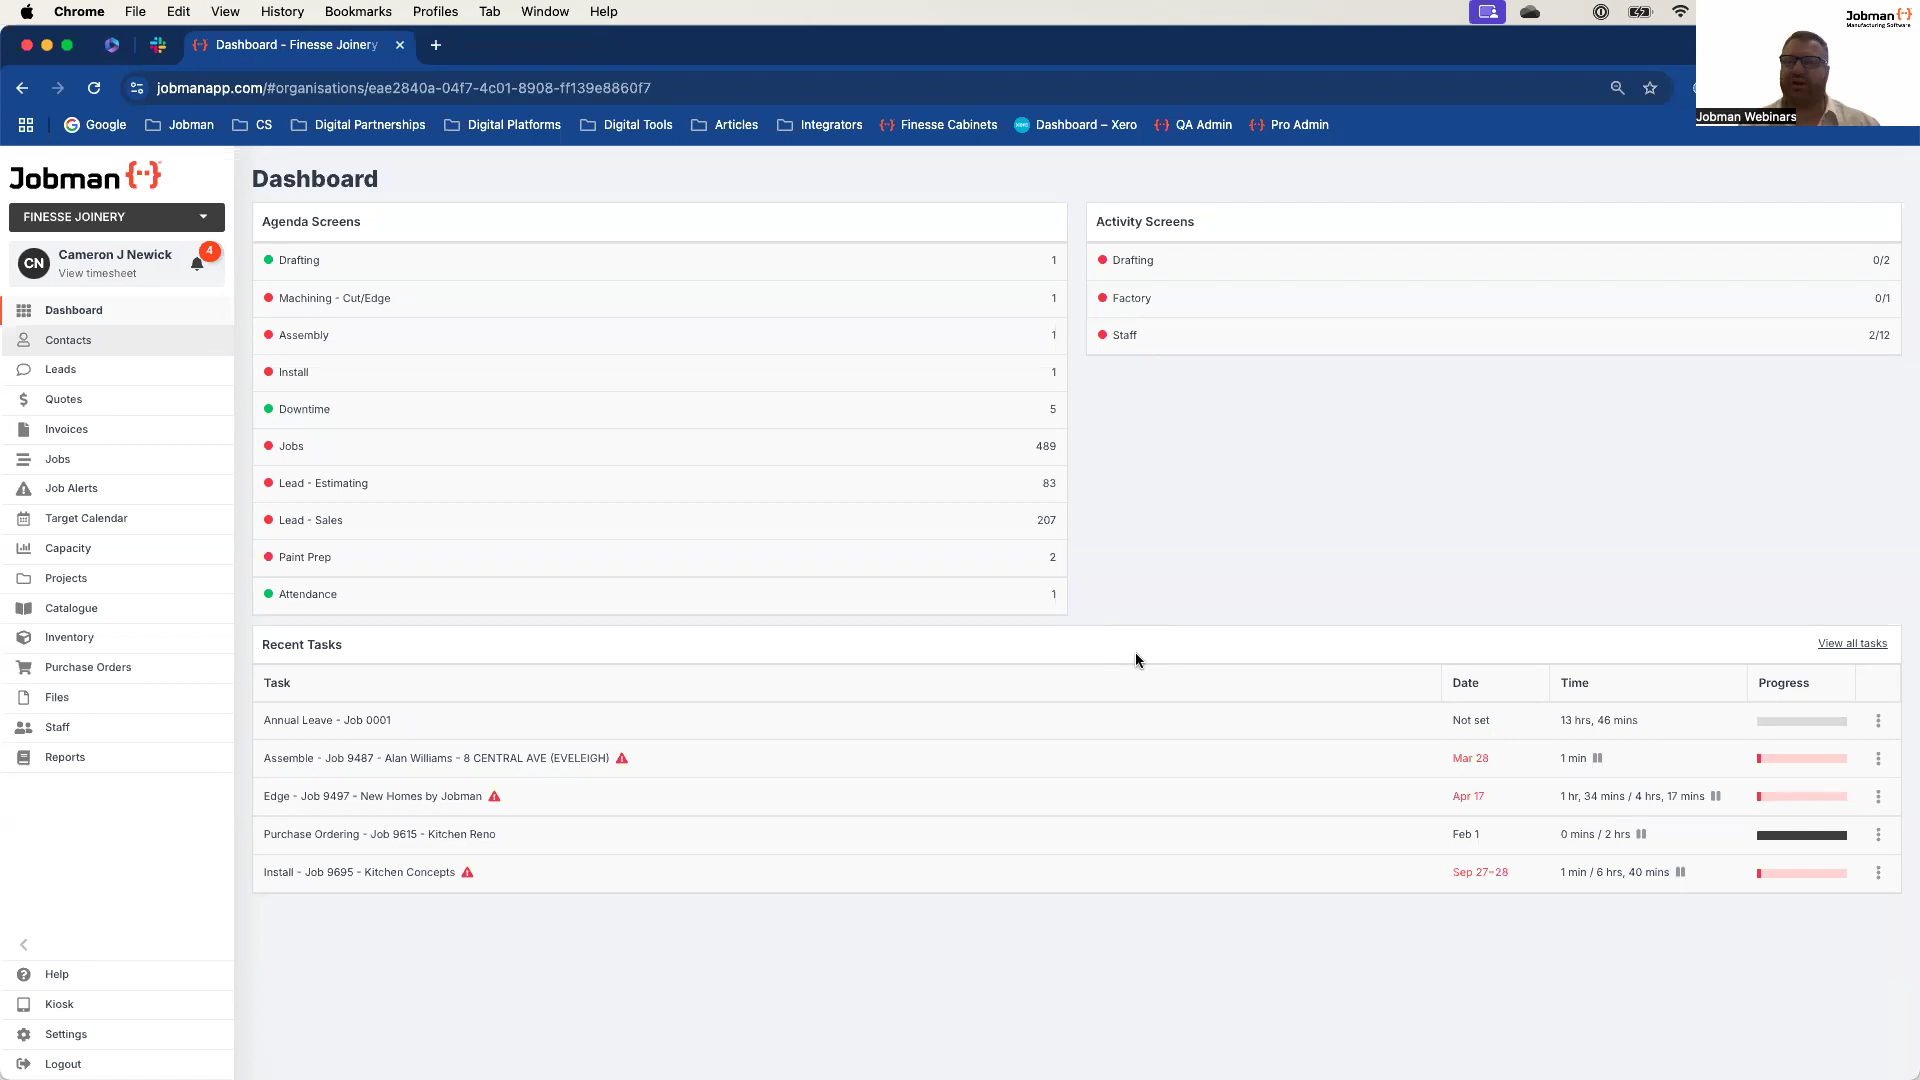 Chrome File Edit View History Bookmarks Profiles Tab Window Help
Dashboard - Finesse Joinery
jobmanapp.com/#organisations/eae2840a-04f7-4c01-8908-ff139e8860f7
Google Jobman CS Digital Partnerships Digital Platforms Digital Tools Articles Integrators Finesse Cabinets Dashboard – Xero QA Admin Pro Admin
Jobman
Manufacturing Software
Jobman Webinars
Jobman
FINESSE JOINERY
CN
Cameron J Newick
View timesheet
4
Dashboard
Contacts
Leads
Quotes
Invoices
Jobs
Job Alerts
Target Calendar
Capacity
Projects
Catalogue
Inventory
Purchase Orders
Files
Staff
Reports
Help
Kiosk
Settings
Logout
Dashboard
Agenda Screens
Drafting 1
Machining - Cut/Edge 1
Assembly 1
Install 1
Downtime 5
Jobs 489
Lead - Estimating 83
Lead - Sales 207
Paint Prep 2
Attendance 1
Activity Screens
Drafting 0/2
Factory 0/1
Staff 2/12
Recent Tasks View all tasks
Task Date Time Progress
Annual Leave - Job 0001 Not set 13 hrs, 46 mins
Assemble - Job 9487 - Alan Williams - 8 CENTRAL AVE (EVELEIGH) Mar 28 1 min
Edge - Job 9497 - New Homes by Jobman Apr 17 1 hr, 34 mins / 4 hrs, 17 mins
Purchase Ordering - Job 9615 - Kitchen Reno Feb 1 0 mins / 2 hrs
Install - Job 9695 - Kitchen Concepts Sep 27–28 1 min / 6 hrs, 40 mins